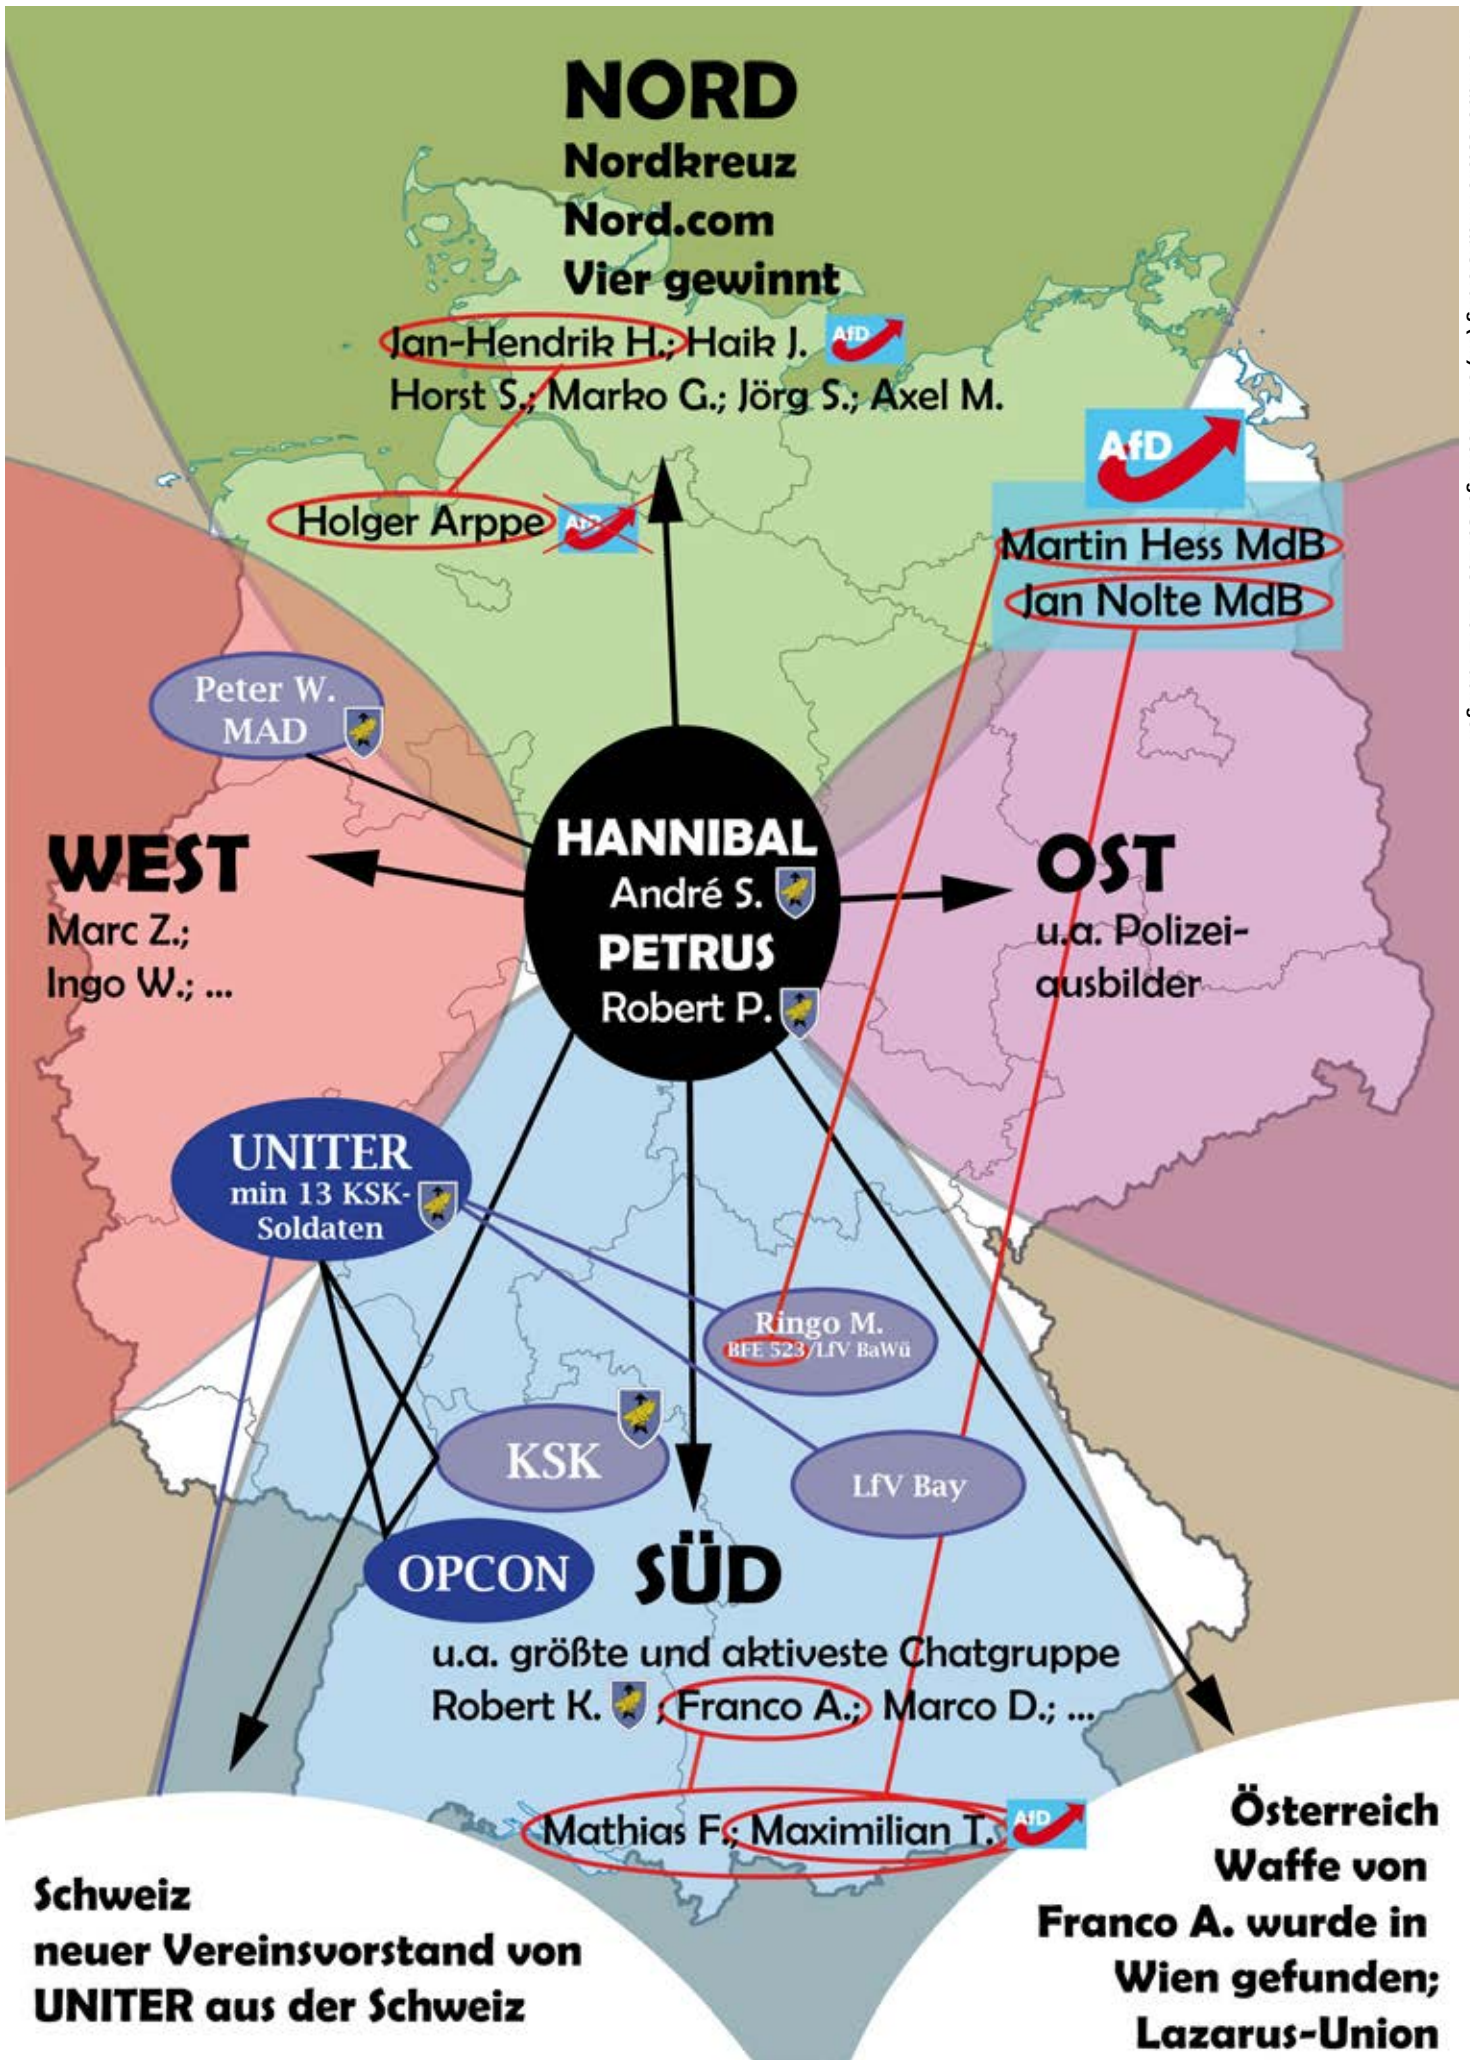 NORD
Nordkreuz
Nord.com
Vier gewinnt
Jan-Hendrik H.; Haik J. AfD
Horst S.; Marko G.; Jörg S.; Axel M.
Holger Arppe AfD
AfD
Martin Hess MdB
Jan Nolte MdB
Peter W.
MAD
WEST
Marc Z.;
Ingo W.; ...
HANNIBAL
André S.
PETRUS
Robert P.
OST
u.a. Polizei-
ausbilder
UNITER
min 13 KSK-
Soldaten
Ringo M.
BFE 523/LfV BaWü
KSK
LfV Bay
OPCON
SÜD
u.a. größte und aktiveste Chatgruppe
Robert K. ; Franco A.; Marco D.; ...
Mathias F.; Maximilian T. AfD
Schweiz
neuer Vereinsvorstand von
UNITER aus der Schweiz
Österreich
Waffe von
Franco A. wurde in
Wien gefunden;
Lazarus-Union